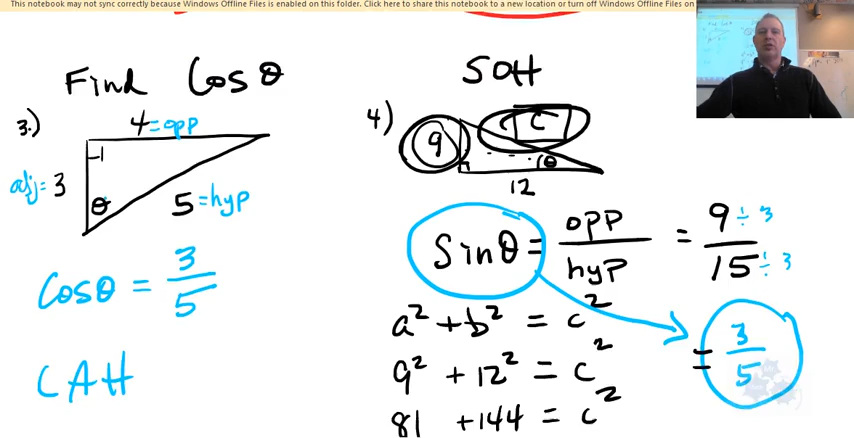 This notebook may not sync correctly because Windows Offline Files is enabled on this folder. Click here to share this notebook to a new location or turn off Windows Offline Files on
Find Cosθ
3.)
4 = opp
adj = 3
θ
5 = hyp
Cosθ = 3/5
CAH
SOH
4)
9
C
θ
12
Sinθ = opp/hyp = 9 ÷ 3 / 15 ÷ 3
= 3/5
a² + b² = c²
9² + 12² = c²
81 + 144 = c²